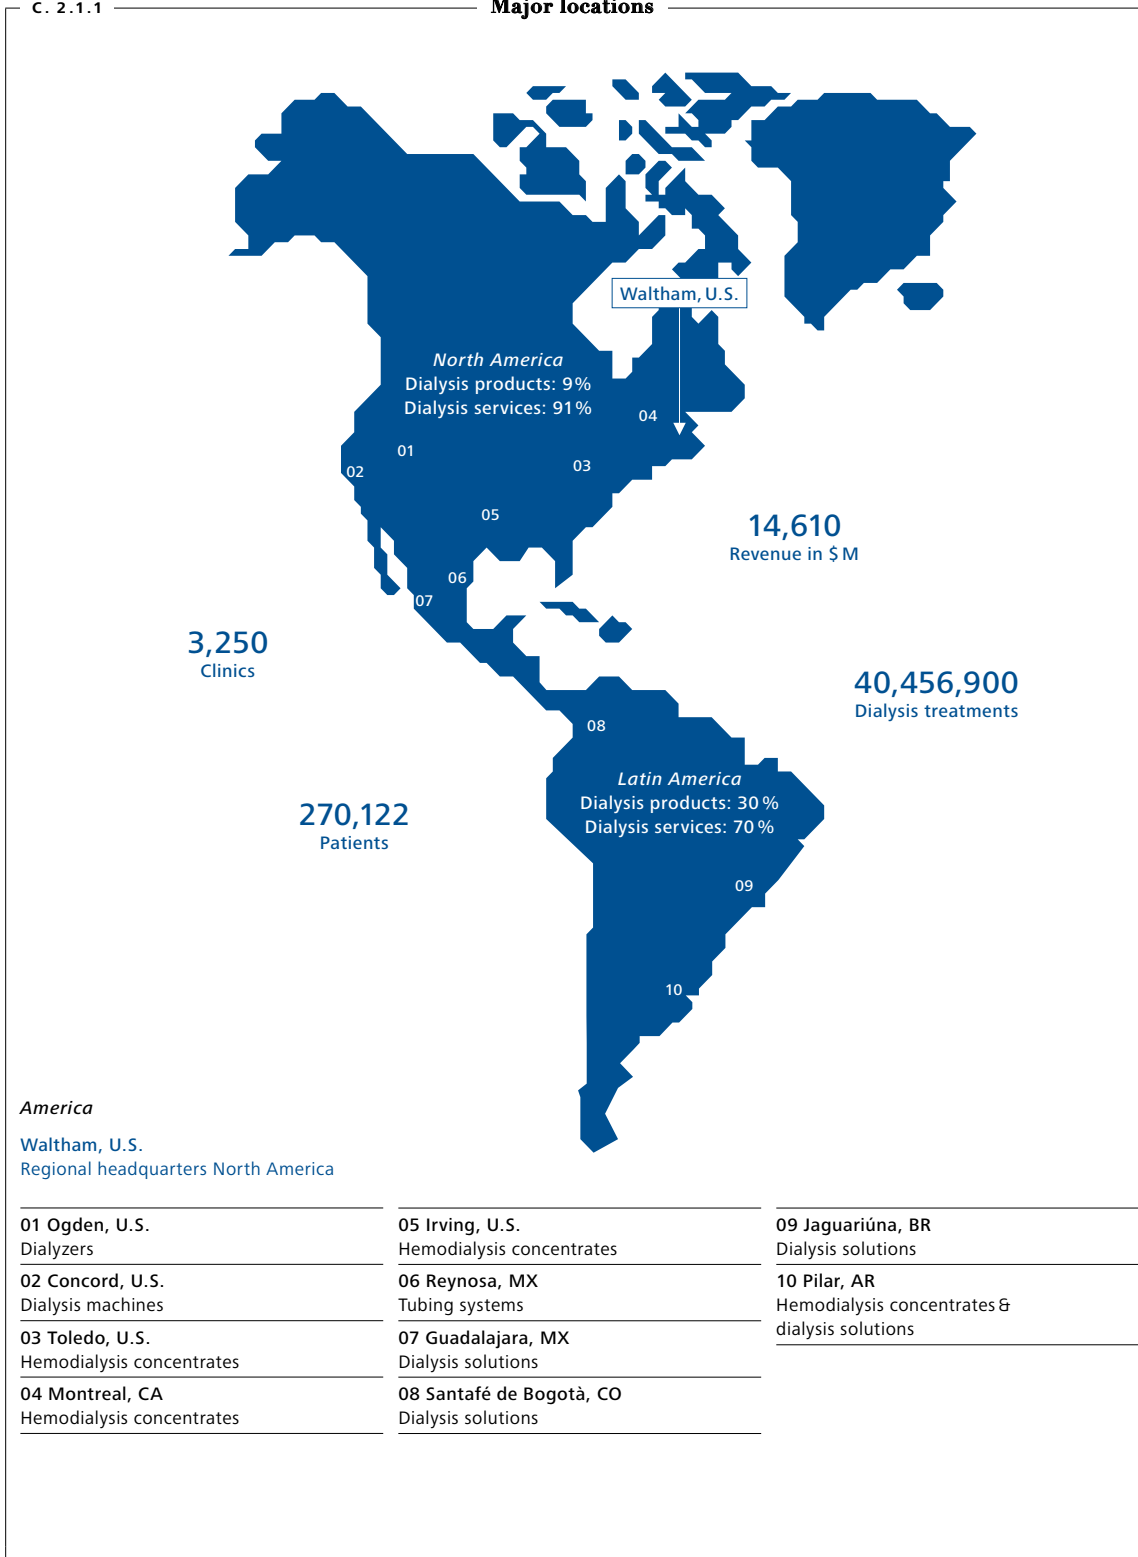 C. 2.1.1
Major locations
Waltham, U.S.
North America
Dialysis products: 9%
Dialysis services: 91%
04
01
03
02
05
14,610
Revenue in $ M
06
07
3,250
Clinics
40,456,900
Dialysis treatments
08
Latin America
Dialysis products: 30 %
Dialysis services: 70 %
270,122
Patients
09
10
America
Waltham, U.S.
Regional headquarters North America
01 Ogden, U.S.
Dialyzers
02 Concord, U.S.
Dialysis machines
03 Toledo, U.S.
Hemodialysis concentrates
04 Montreal, CA
Hemodialysis concentrates
05 Irving, U.S.
Hemodialysis concentrates
06 Reynosa, MX
Tubing systems
07 Guadalajara, MX
Dialysis solutions
08 Santafé de Bogotà, CO
Dialysis solutions
09 Jaguariúna, BR
Dialysis solutions
10 Pilar, AR
Hemodialysis concentrates &
dialysis solutions